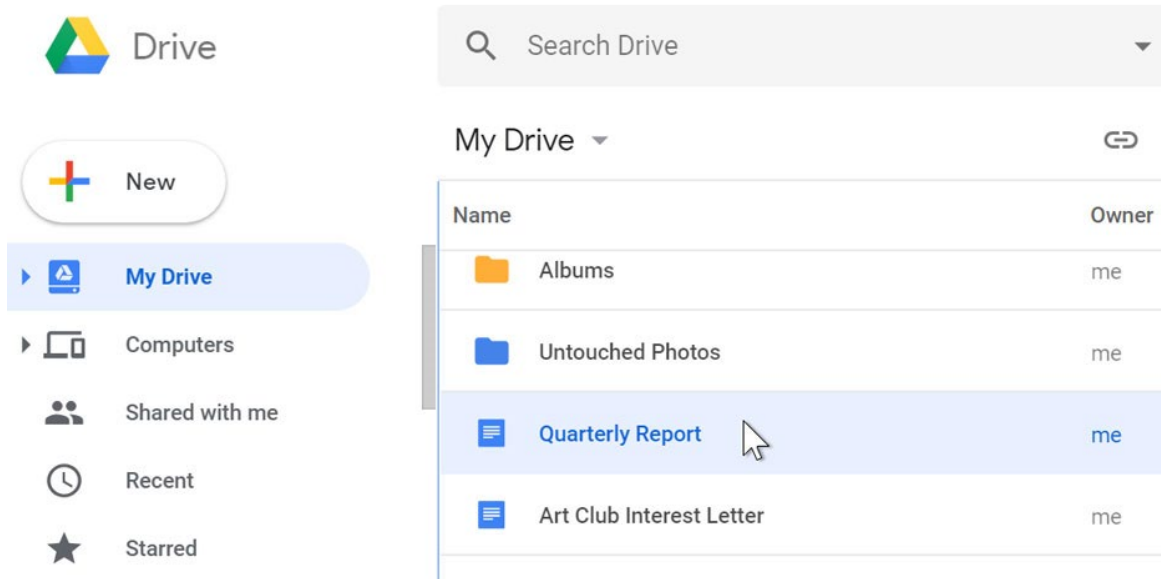 Drive
Search Drive
New
My Drive
Computers
Shared with me
Recent
Starred
My Drive
Name Owner
Albums me
Untouched Photos me
Quarterly Report me
Art Club Interest Letter me